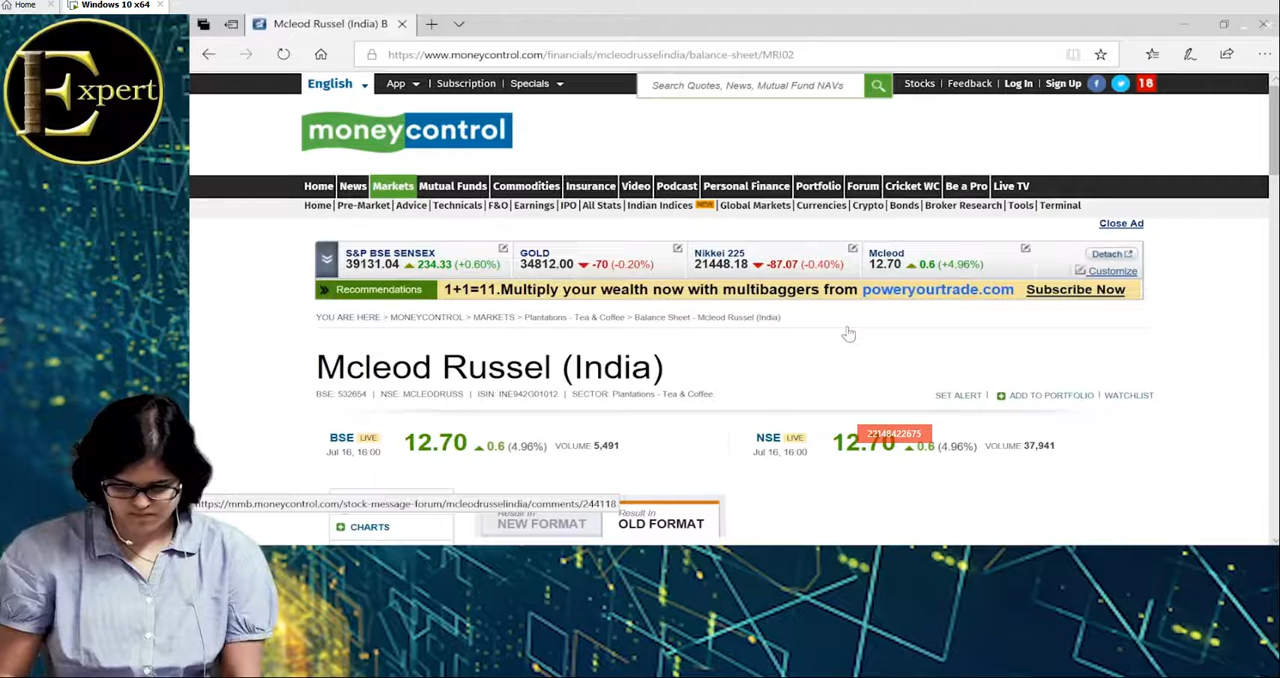 Home
Windows 10 x64
Expert
Mcleod Russel (India) B
https://www.moneycontrol.com/financials/mcleodrusselindia/balance-sheet/MRI02
English App Subscription Specials Search Quotes, News, Mutual Fund NAVs Stocks Feedback Log In Sign Up 18
moneycontrol
Home News Markets Mutual Funds Commodities Insurance Video Podcast Personal Finance Portfolio Forum Cricket WC Be a Pro Live TV
Home | Pre-Market | Advice | Technicals | F&O | Earnings | IPO | All Stats | Indian Indices NEW | Global Markets | Currencies | Crypto | Bonds | Broker Research | Tools | Terminal
Close Ad
S&P BSE SENSEX
39131.04 ▲ 234.33 (+0.60%)
GOLD
34812.00 ▼ -70 (-0.20%)
Nikkei 225
21448.18 ▼ -87.07 (-0.40%)
Mcleod
12.70 ▲ 0.6 (+4.96%)
Detach
Customize
Recommendations 1+1=11.Multiply your wealth now with multibaggers from poweryourtrade.com Subscribe Now
YOU ARE HERE > MONEYCONTROL > MARKETS > Plantations - Tea & Coffee > Balance Sheet - Mcleod Russel (India)
Mcleod Russel (India)
BSE: 532654 | NSE: MCLEODRUSS | ISIN: INE942G01012 | SECTOR: Plantations - Tea & Coffee
SET ALERT | ADD TO PORTFOLIO | WATCHLIST
BSE LIVE
Jul 16, 16:00
12.70 ▲ 0.6 (4.96%) VOLUME 5,491
NSE LIVE
Jul 16, 16:00
12.70 ▲ 0.6 (4.96%) VOLUME 37,941
22148422675
https://mmb.moneycontrol.com/stock-message-forum/mcleodrusselindia/comments/244118
CHARTS
Result in
NEW FORMAT
Result in
OLD FORMAT